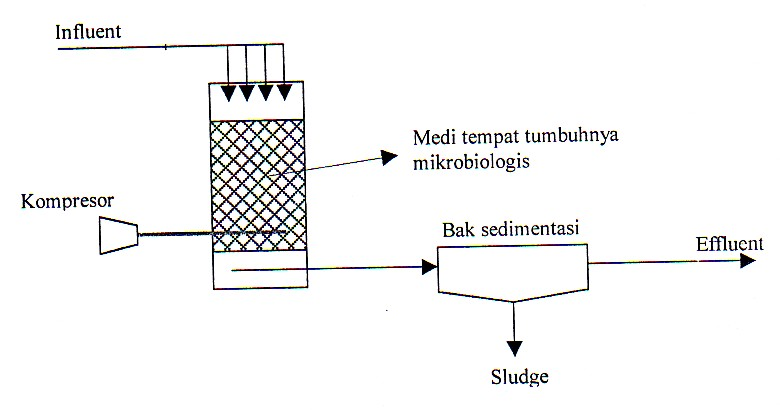 Influent
Medi tempat tumbuhnya
mikrobiologis
Kompresor
Bak sedimentasi
Effluent
Sludge